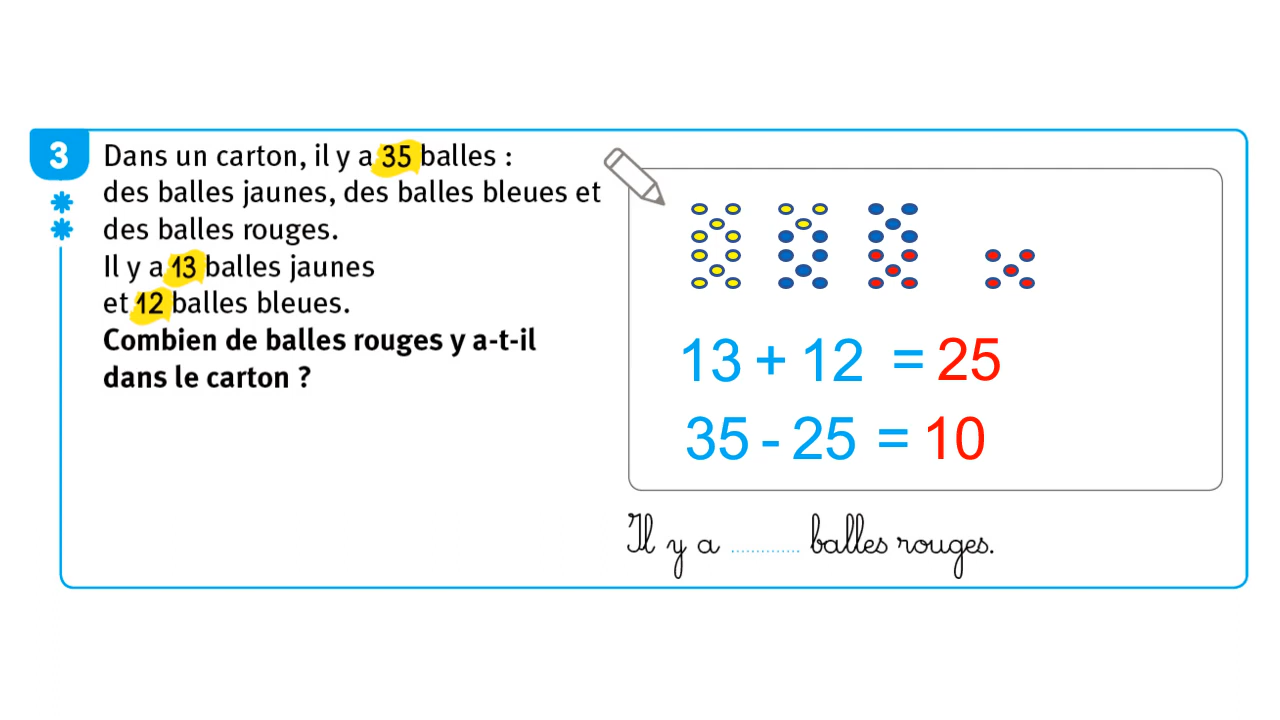 3
Dans un carton, il y a 35 balles :
des balles jaunes, des balles bleues et
des balles rouges.
Il y a 13 balles jaunes
et 12 balles bleues.
Combien de balles rouges y a-t-il
dans le carton ?
13 + 12 = 25
35 - 25 = 10
Il y a ............. balles rouges.